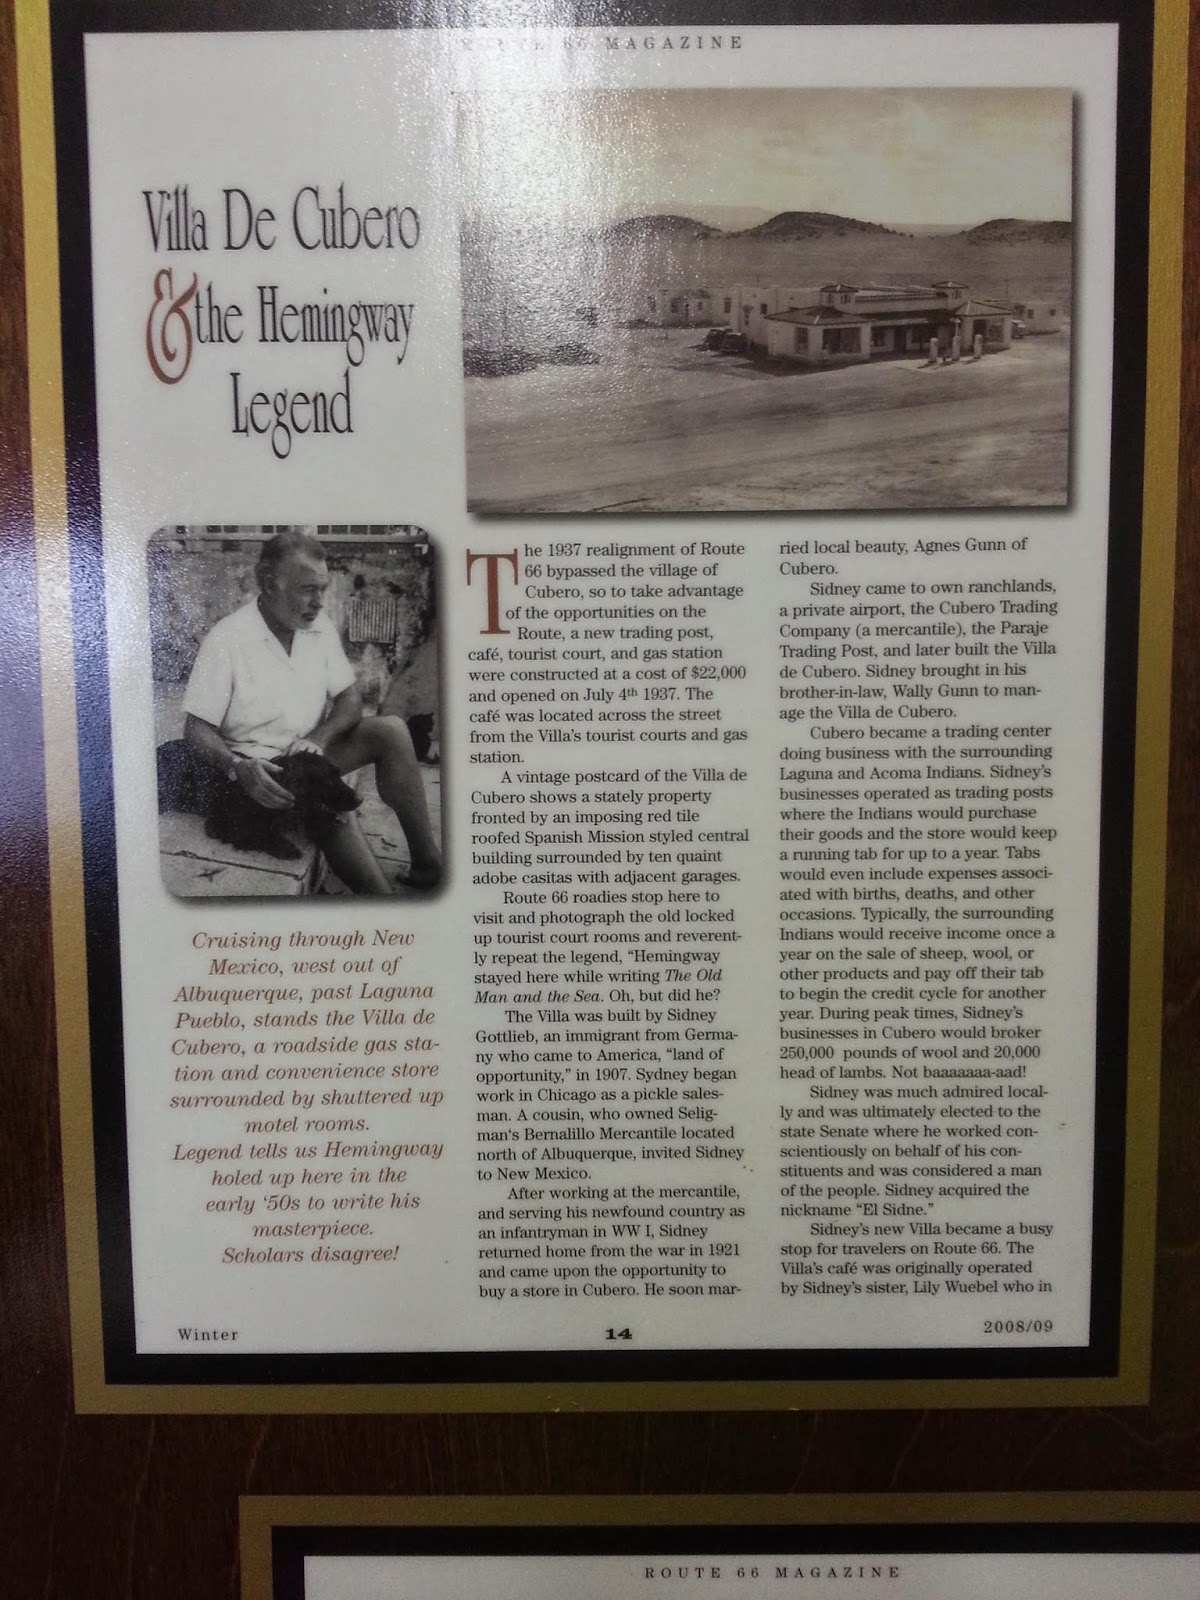 ROUTE 66 MAGAZINE
Villa De Cubero
& the Hemingway
Legend
Cruising through New
Mexico, west out of
Albuquerque, past Laguna
Pueblo, stands the Villa de
Cubero, a roadside gas sta-
tion and convenience store
surrounded by shuttered up
motel rooms.
Legend tells us Hemingway
holed up here in the
early ‘50s to write his
masterpiece.
Scholars disagree!
The 1937 realignment of Route
66 bypassed the village of
Cubero, so to take advantage
of the opportunities on the
Route, a new trading post,
café, tourist court, and gas station
were constructed at a cost of $22,000
and opened on July 4th 1937. The
café was located across the street
from the Villa's tourist courts and gas
station.
A vintage postcard of the Villa de
Cubero shows a stately property
fronted by an imposing red tile
roofed Spanish Mission styled central
building surrounded by ten quaint
adobe casitas with adjacent garages.
Route 66 roadies stop here to
visit and photograph the old locked
up tourist court rooms and reverent-
ly repeat the legend, “Hemingway
stayed here while writing The Old
Man and the Sea. Oh, but did he?
The Villa was built by Sidney
Gottlieb, an immigrant from Germa-
ny who came to America, “land of
opportunity,” in 1907. Sydney began
work in Chicago as a pickle sales-
man. A cousin, who owned Selig-
man‘s Bernalillo Mercantile located
north of Albuquerque, invited Sidney
to New Mexico.
After working at the mercantile,
and serving his newfound country as
an infantryman in WW I, Sidney
returned home from the war in 1921
and came upon the opportunity to
buy a store in Cubero. He soon mar-
ried local beauty, Agnes Gunn of
Cubero.
Sidney came to own ranchlands,
a private airport, the Cubero Trading
Company (a mercantile), the Paraje
Trading Post, and later built the Villa
de Cubero. Sidney brought in his
brother-in-law, Wally Gunn to man-
age the Villa de Cubero.
Cubero became a trading center
doing business with the surrounding
Laguna and Acoma Indians. Sidney's
businesses operated as trading posts
where the Indians would purchase
their goods and the store would keep
a running tab for up to a year. Tabs
would even include expenses associ-
ated with births, deaths, and other
occasions. Typically, the surrounding
Indians would receive income once a
year on the sale of sheep, wool, or
other products and pay off their tab
to begin the credit cycle for another
year. During peak times, Sidney's
businesses in Cubero would broker
250,000 pounds of wool and 20,000
head of lambs. Not baaaaaaa-aad!
Sidney was much admired local-
ly and was ultimately elected to the
state Senate where he worked con-
scientiously on behalf of his con-
stituents and was considered a man
of the people. Sidney acquired the
nickname “El Sidne.”
Sidney's new Villa became a busy
stop for travelers on Route 66. The
Villa's café was originally operated
by Sidney's sister, Lily Wuebel who in
Winter 14 2008/09
ROUTE 66 MAGAZINE